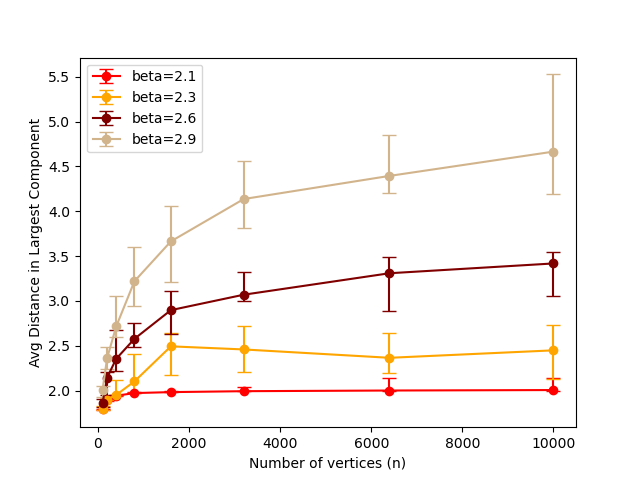 beta=2.1
beta=2.3
beta=2.6
beta=2.9
Avg Distance in Largest Component
5.5
5.0
4.5
4.0
3.5
3.0
2.5
2.0
0 2000 4000 6000 8000 10000
Number of vertices (n)